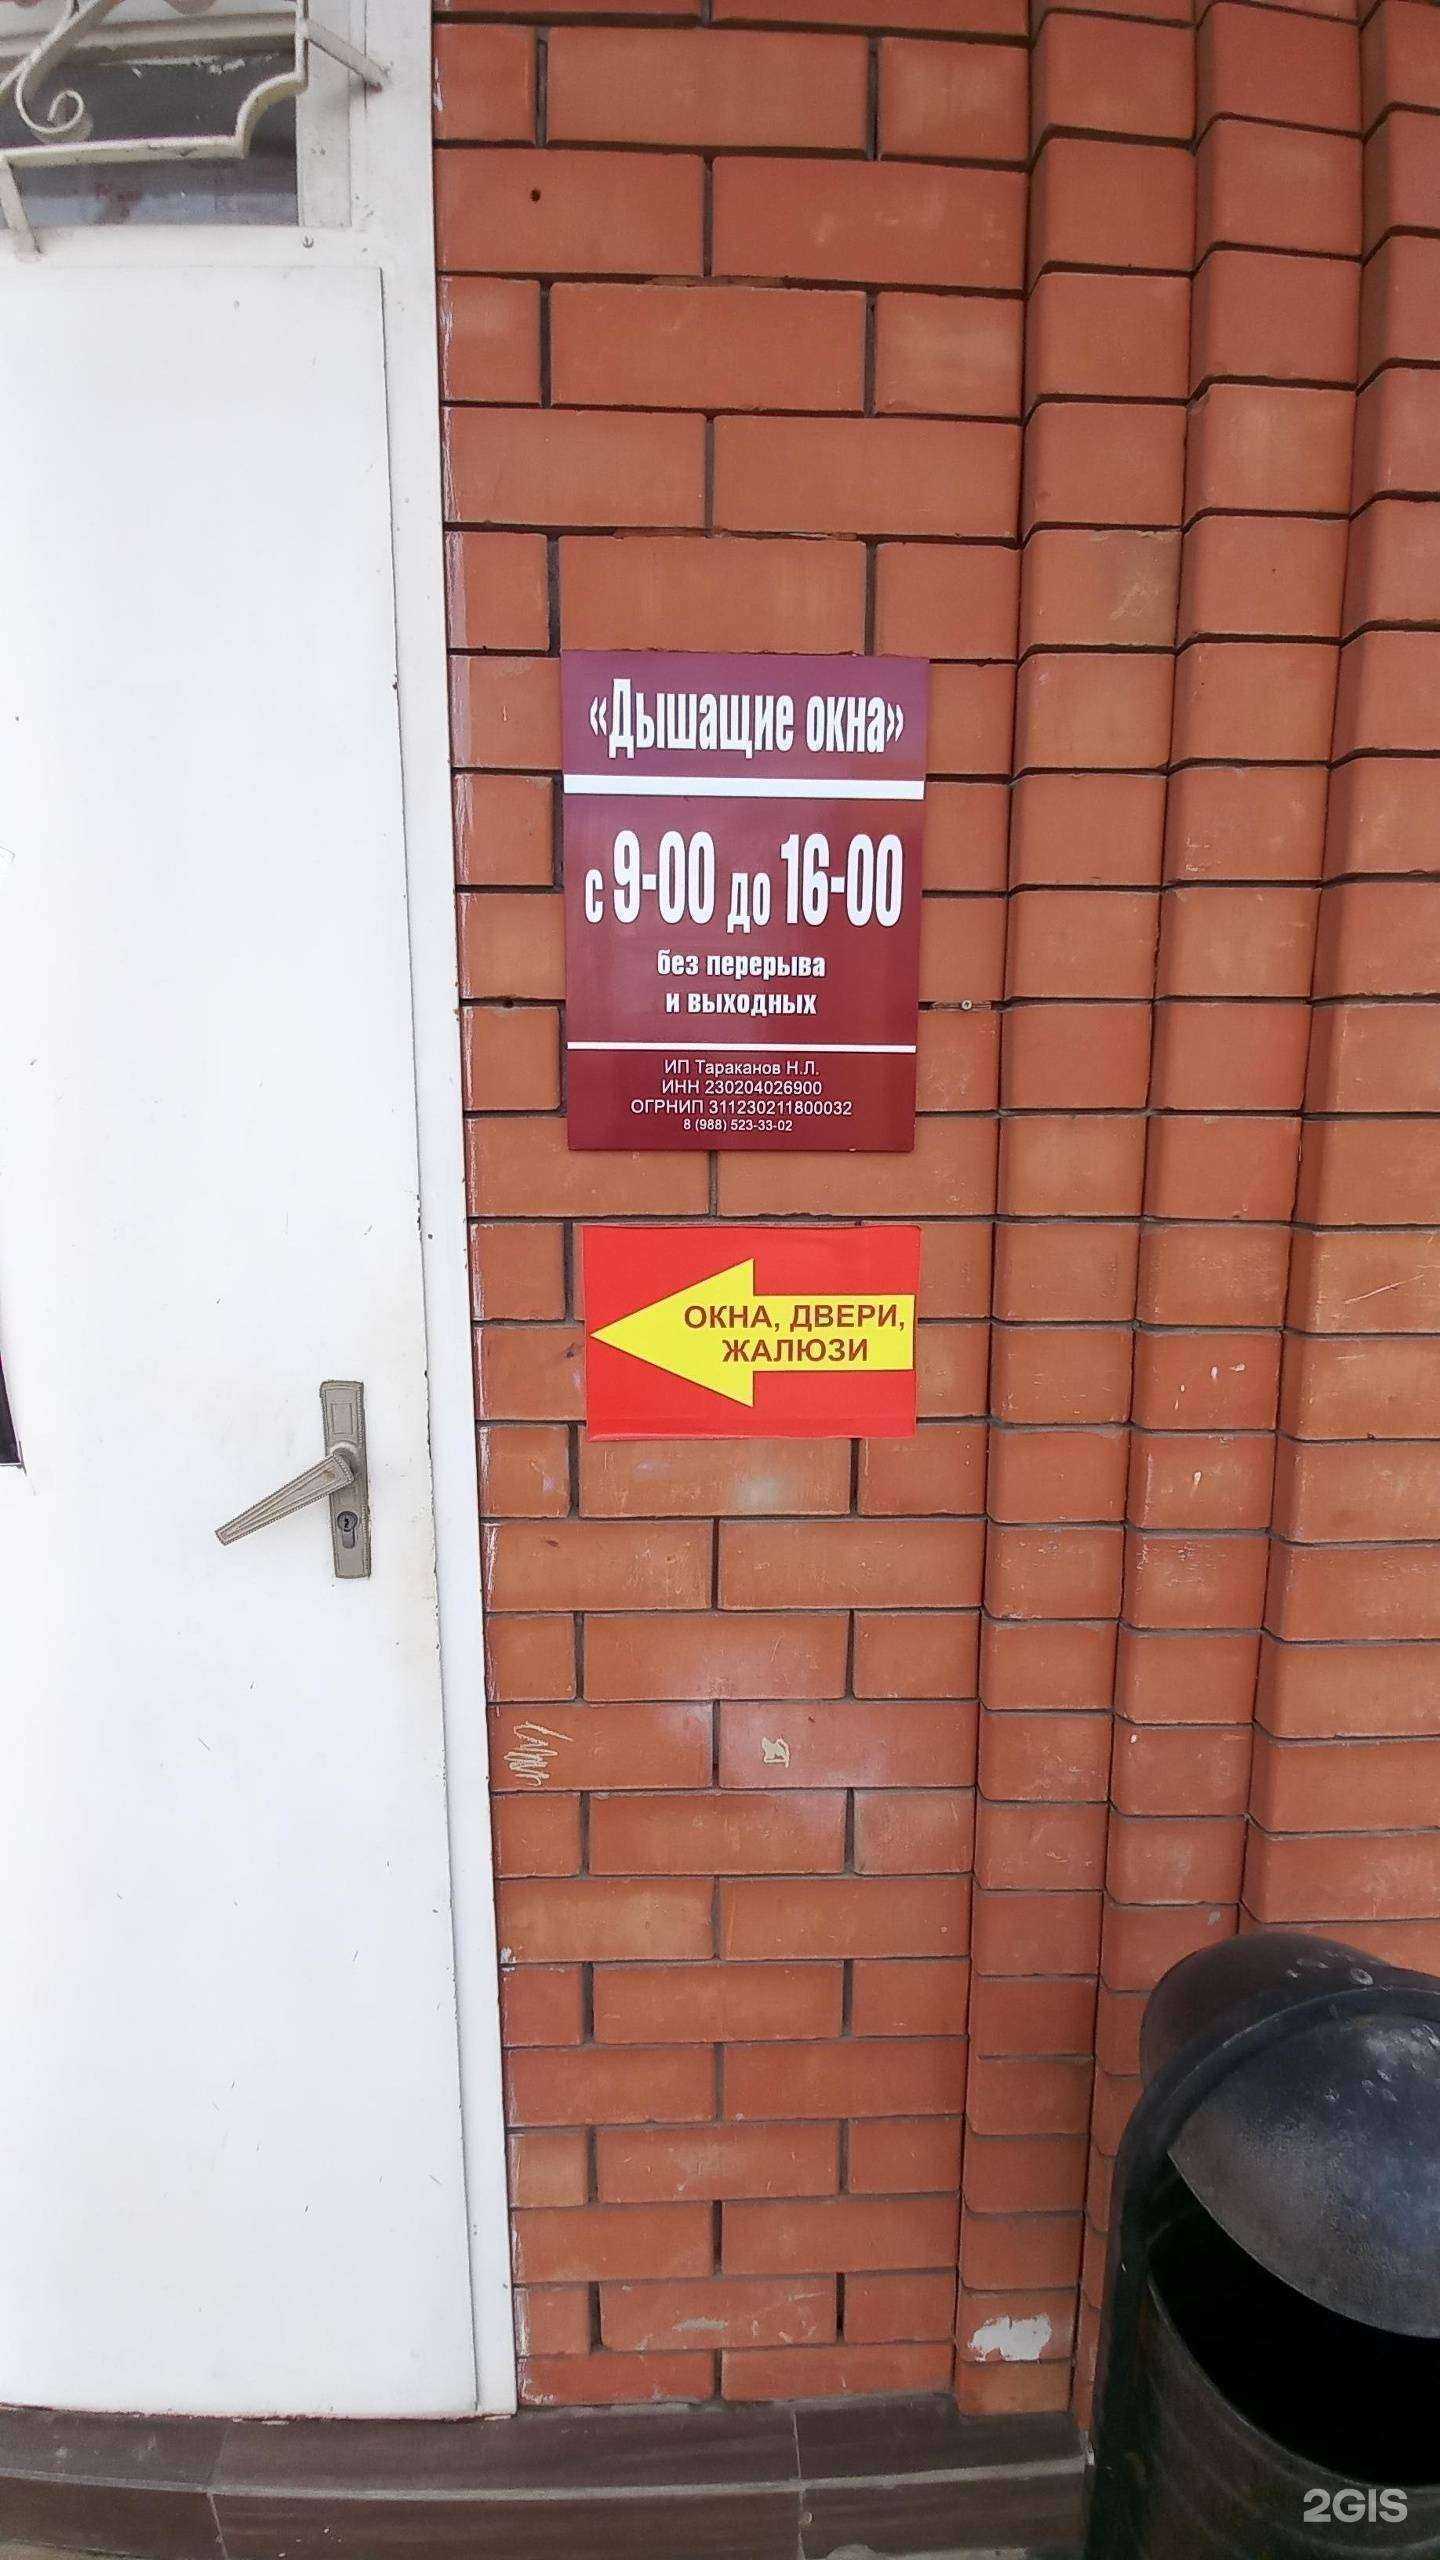 «Дышащие окна»
с 9-00 до 16-00
без перерыва
и выходных
ИП Тараканов Н.Л.
ИНН 230204026900
ОГРНИП 311230211800032
8 (988) 523-33-02
ОКНА, ДВЕРИ,
ЖАЛЮЗИ
2GIS